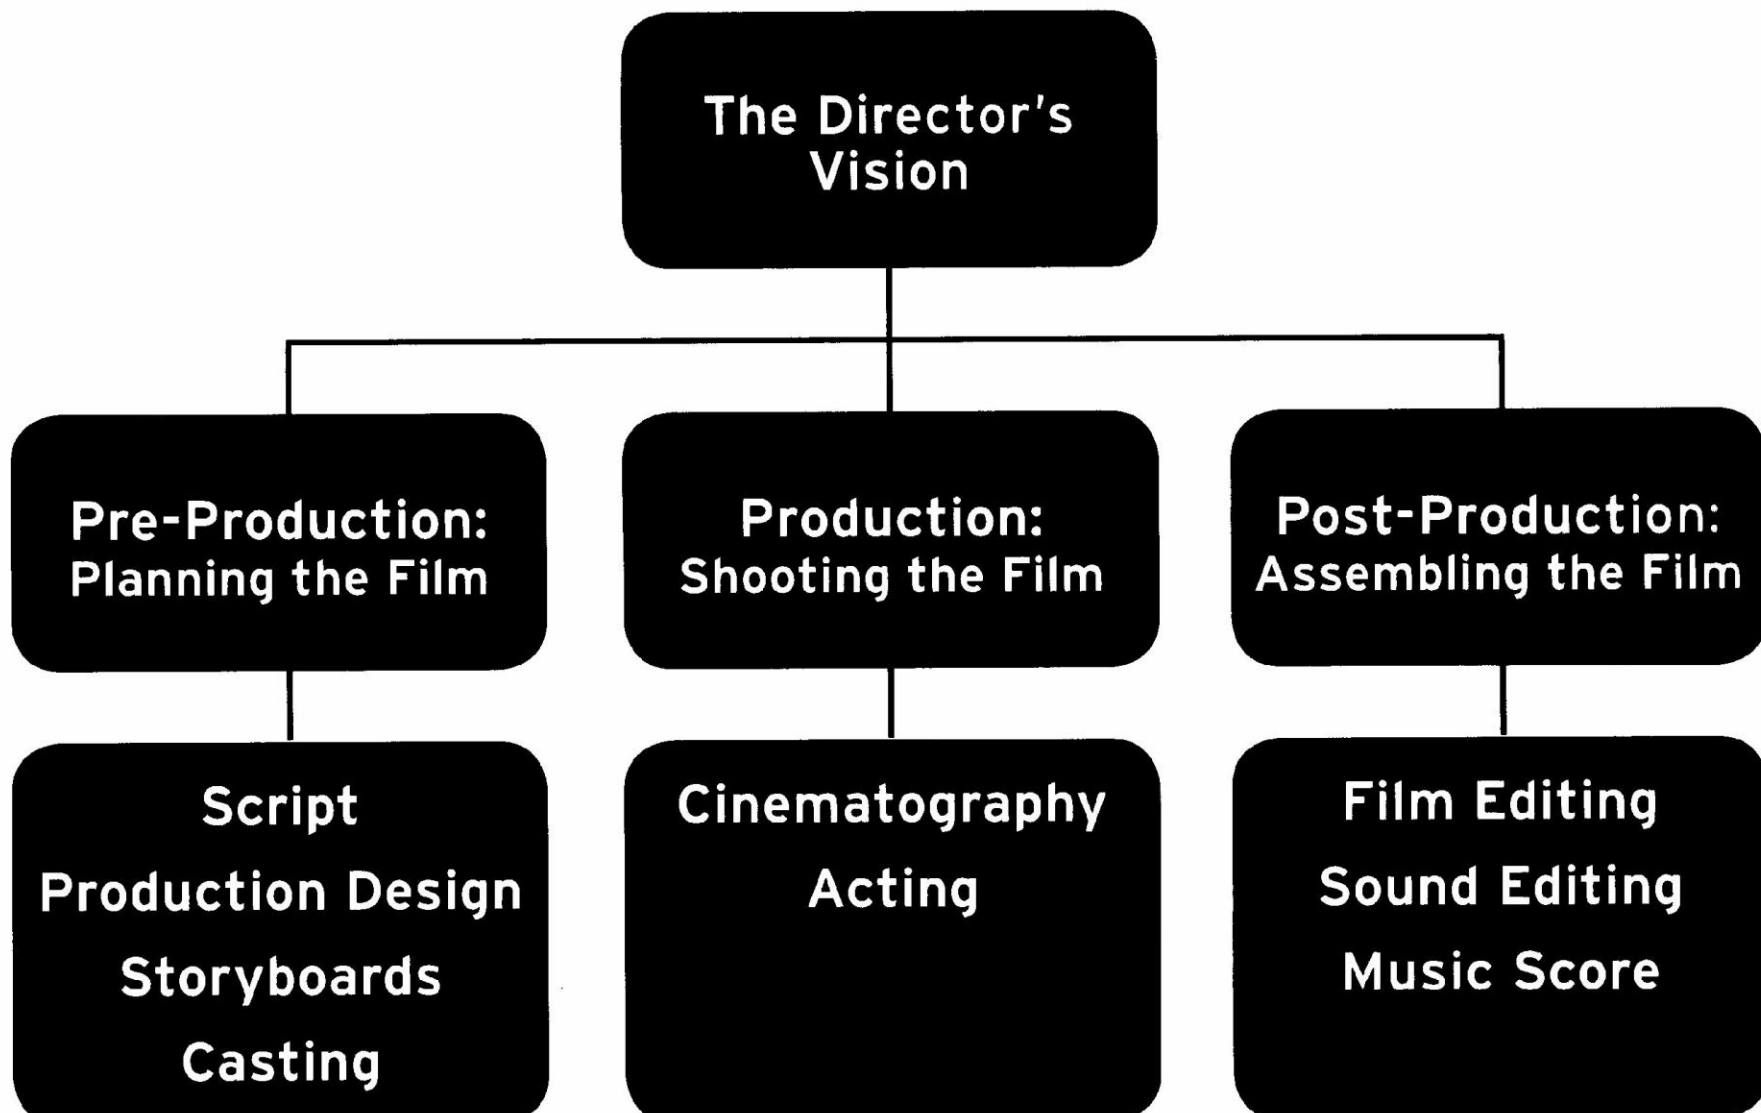 The Director's
Vision
Pre-Production:
Planning the Film
Production:
Shooting the Film
Post-Production:
Assembling the Film
Script
Production Design
Storyboards
Casting
Cinematography
Acting
Film Editing
Sound Editing
Music Score